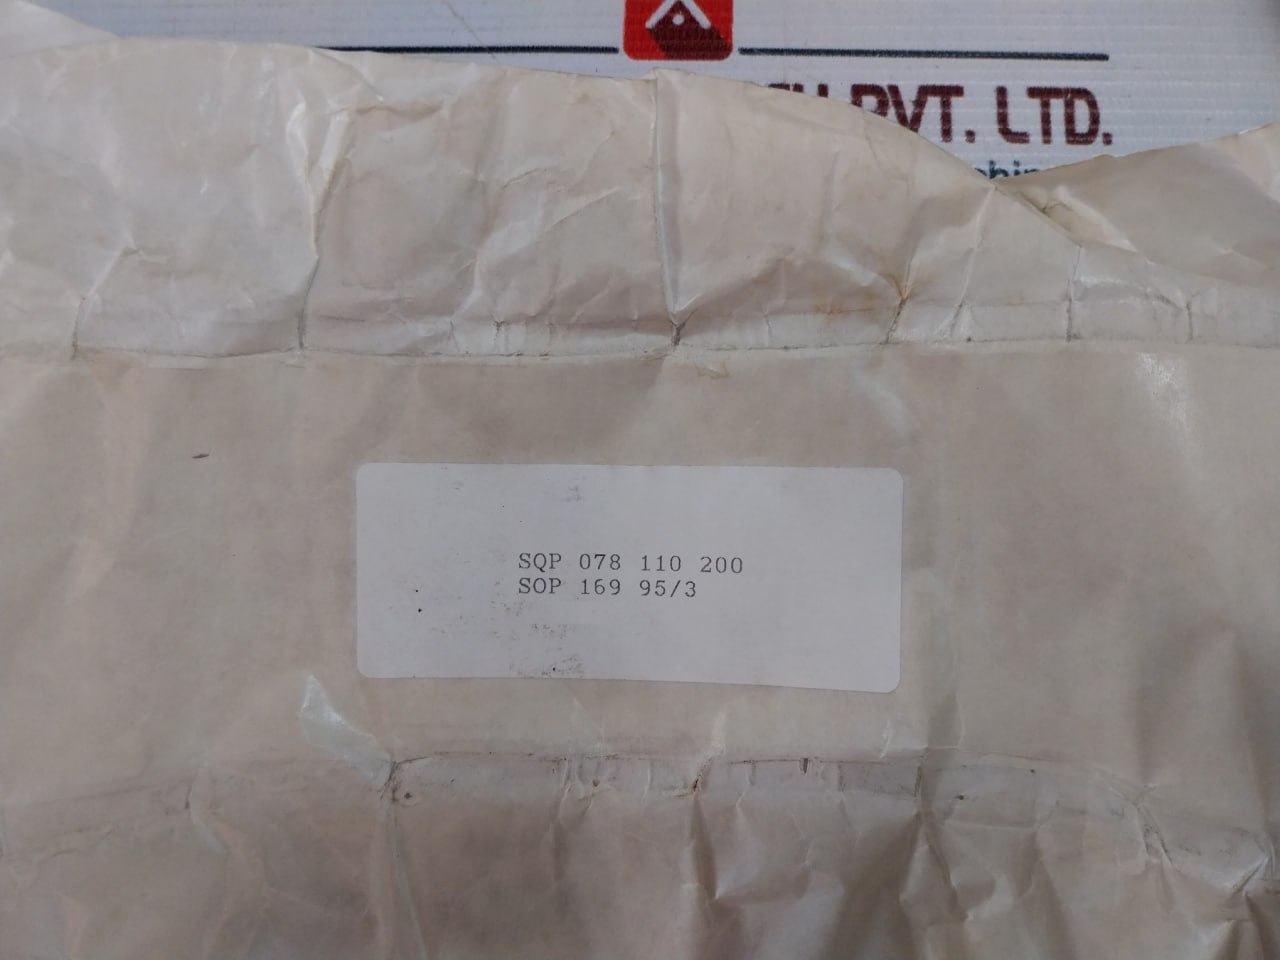 PVT. LTD.
SQP 078 110 200
SOP 169 95/3